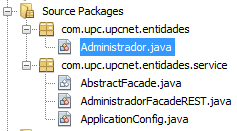 Source Packages
com.upc.upcnet.entidades
Administrador.java
com.upc.upcnet.entidades.service
AbstractFacade.java
AdministradorFacadeREST.java
ApplicationConfig.java